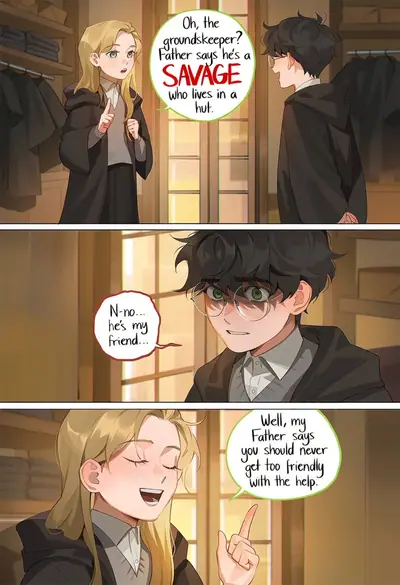 Oh, the
groundskeeper?
Father says he's a
SAVAGE
who lives in a
hut.
N-no...
he's my
friend...
Well, my
Father says
you should never
get too friendly
with the help.